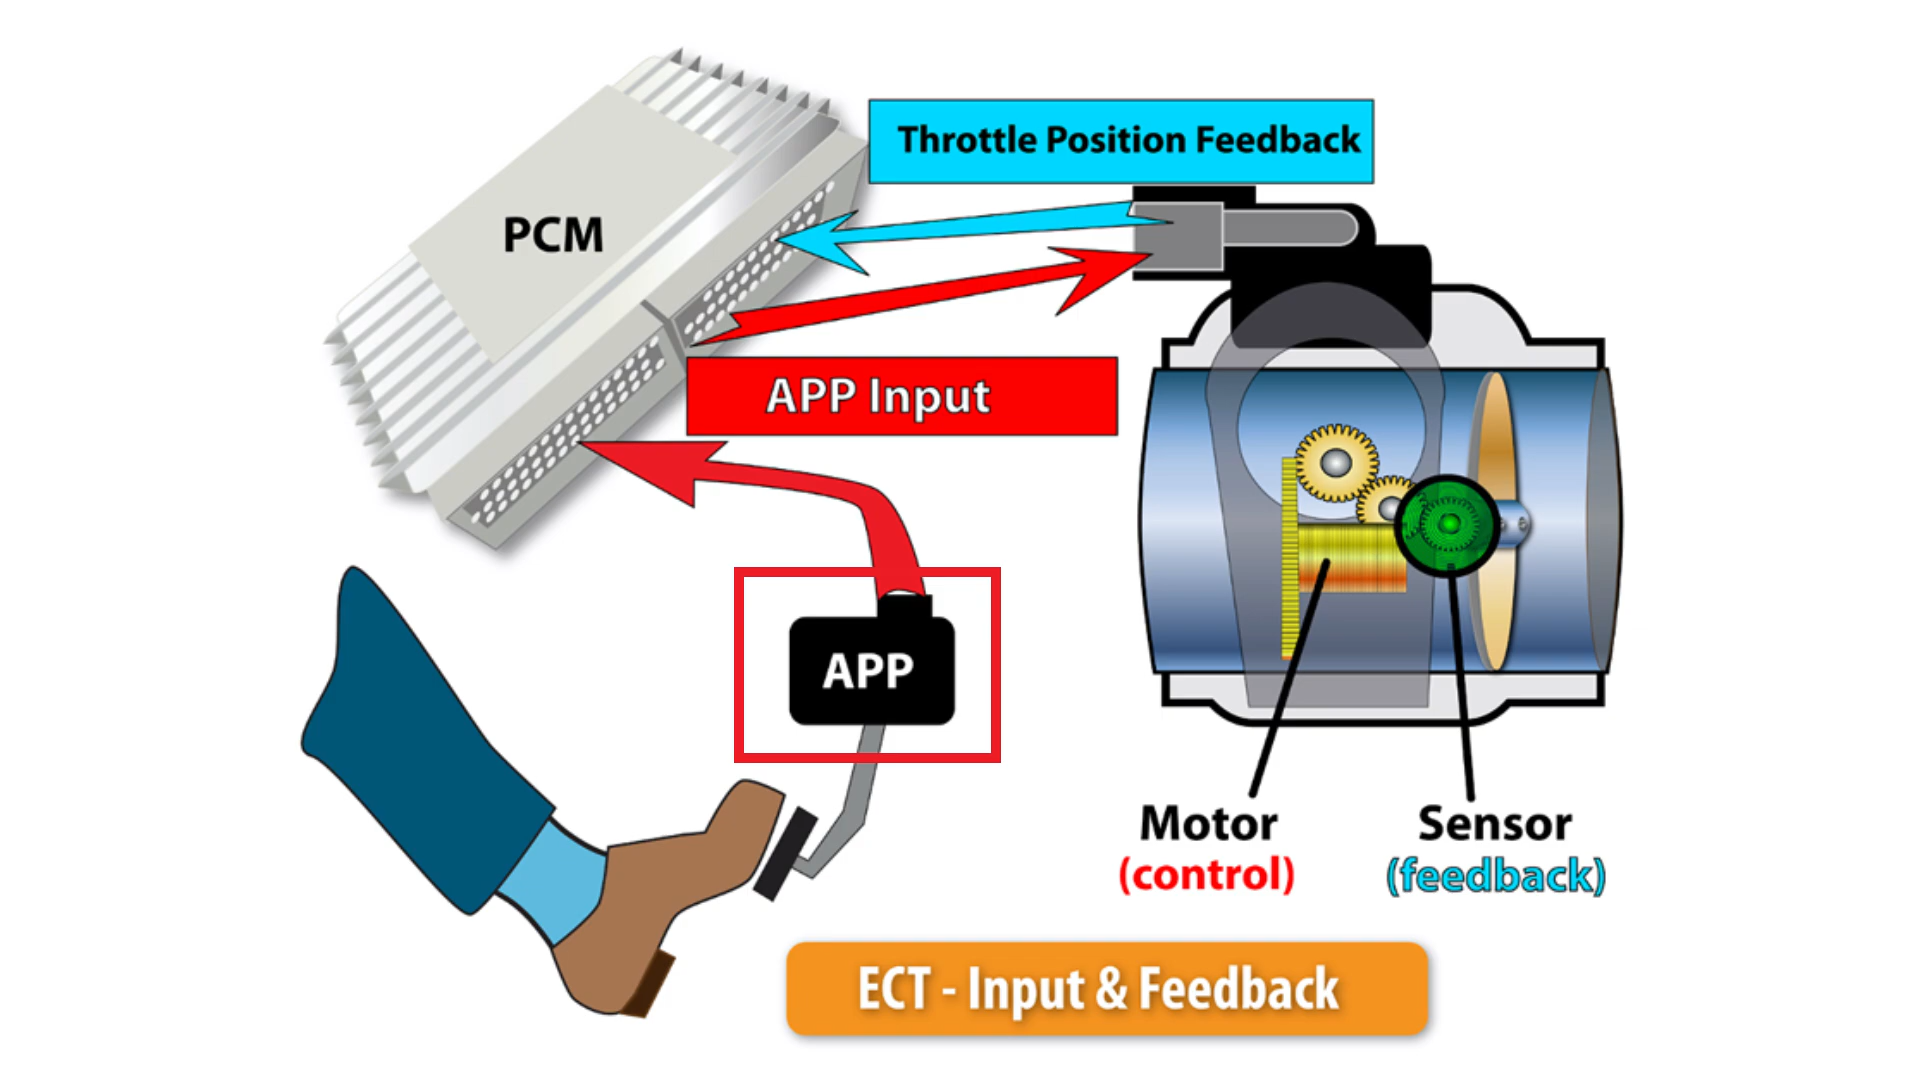 Throttle Position Feedback
PCM
APP Input
APP
Motor
(control)
Sensor
(feedback)
ECT - Input & Feedback